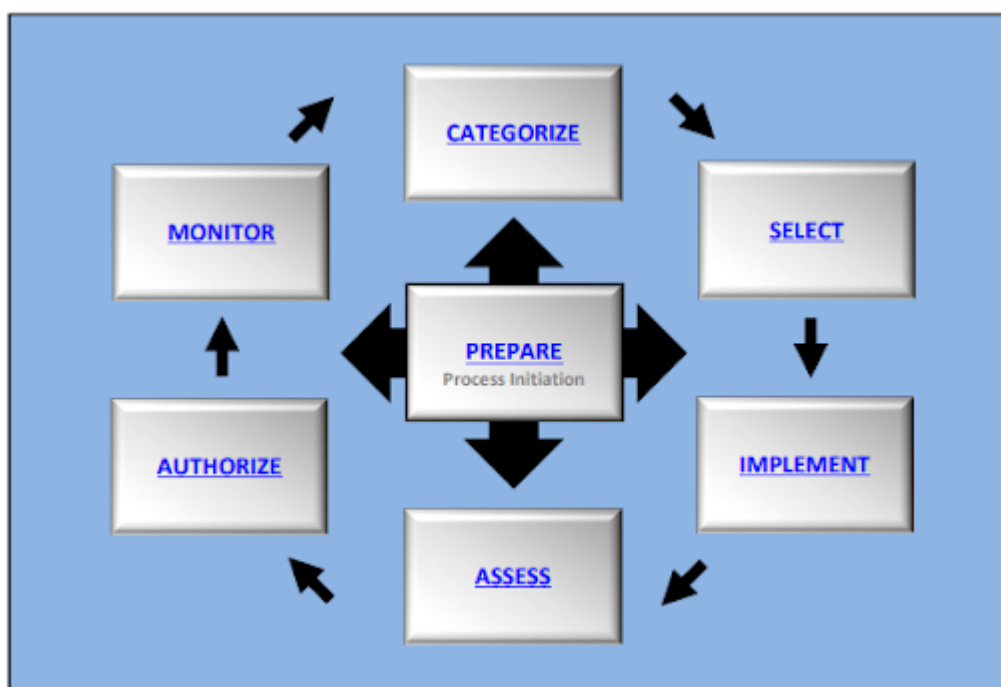 CATEGORIZE
SELECT
MONITOR
PREPARE
Process Initiation
IMPLEMENT
AUTHORIZE
ASSESS